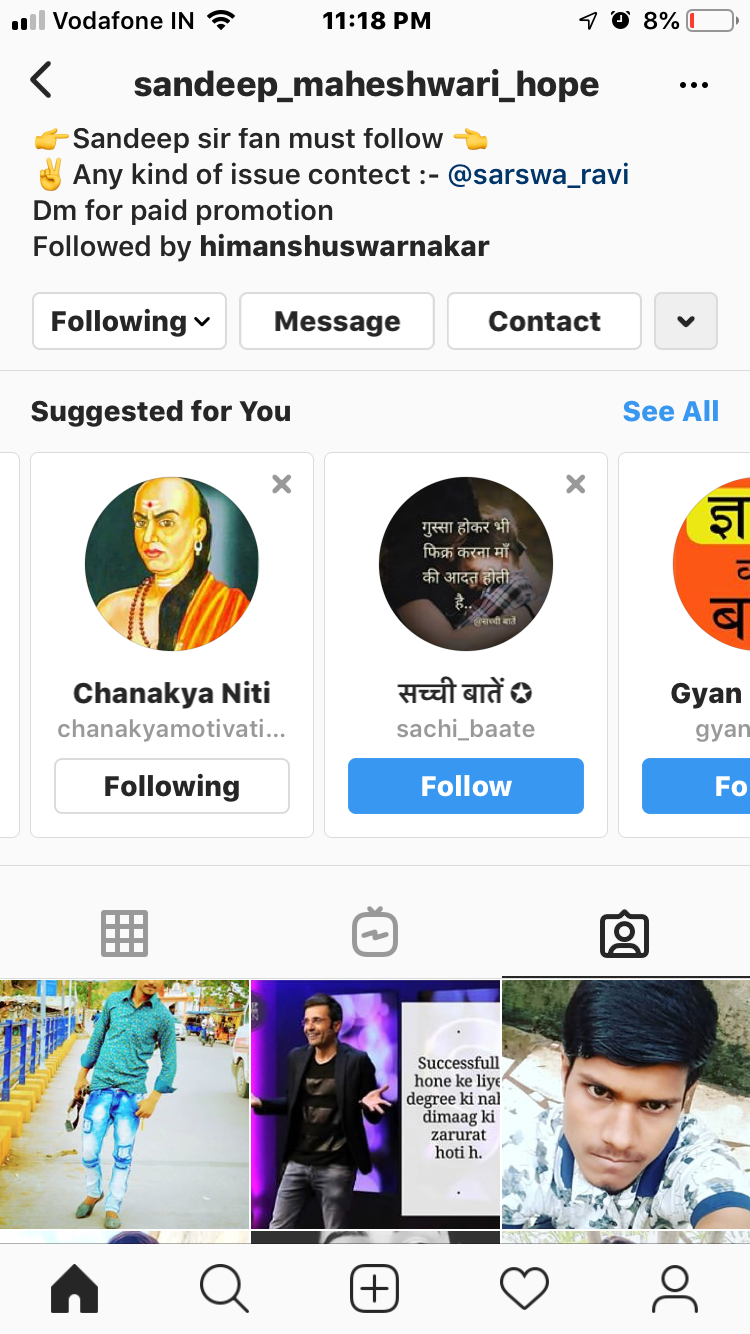 Vodafone IN
11:18 PM
8%
sandeep_maheshwari_hope
👉Sandeep sir fan must follow 👈
✌️Any kind of issue contect :- @sarswa_ravi
Dm for paid promotion
Followed by himanshuswarnakar
Following
Message
Contact
Suggested for You
See All
गुस्सा होकर भी
फिक्र करना माँ
की आदत होती
है..
@सच्ची बातें
ज्ञ
ब
Chanakya Niti
chanakyamotivati...
Following
सच्ची बातें ✪
sachi_baate
Follow
Gyan
gyan
Fo
Successfull
hone ke liye
degree ki nah
dimaag ki
zarurat
hoti h.